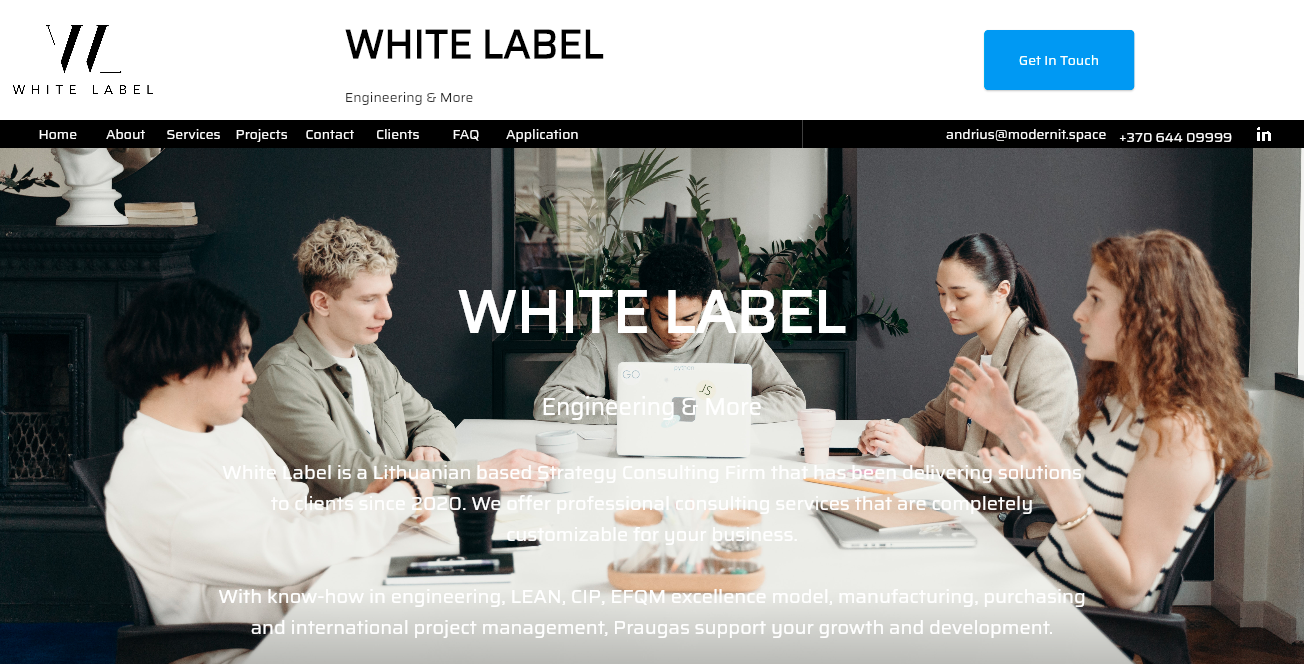 WHITE LABEL
WHITE LABEL
Engineering & More
Get In Touch
Home About Services Projects Contact Clients FAQ Application
andrius@modernit.space +370 644 09999 in
WHITE LABEL
GO
JS
Engineering & More
White Label is a Lithuanian based Strategy Consulting Firm that has been delivering solutions
to clients since 2020. We offer professional consulting services that are completely
customizable for your business.
With know-how in engineering, LEAN, CIP, EFQM excellence model, manufacturing, purchasing
and international project management, Praugas support your growth and development.